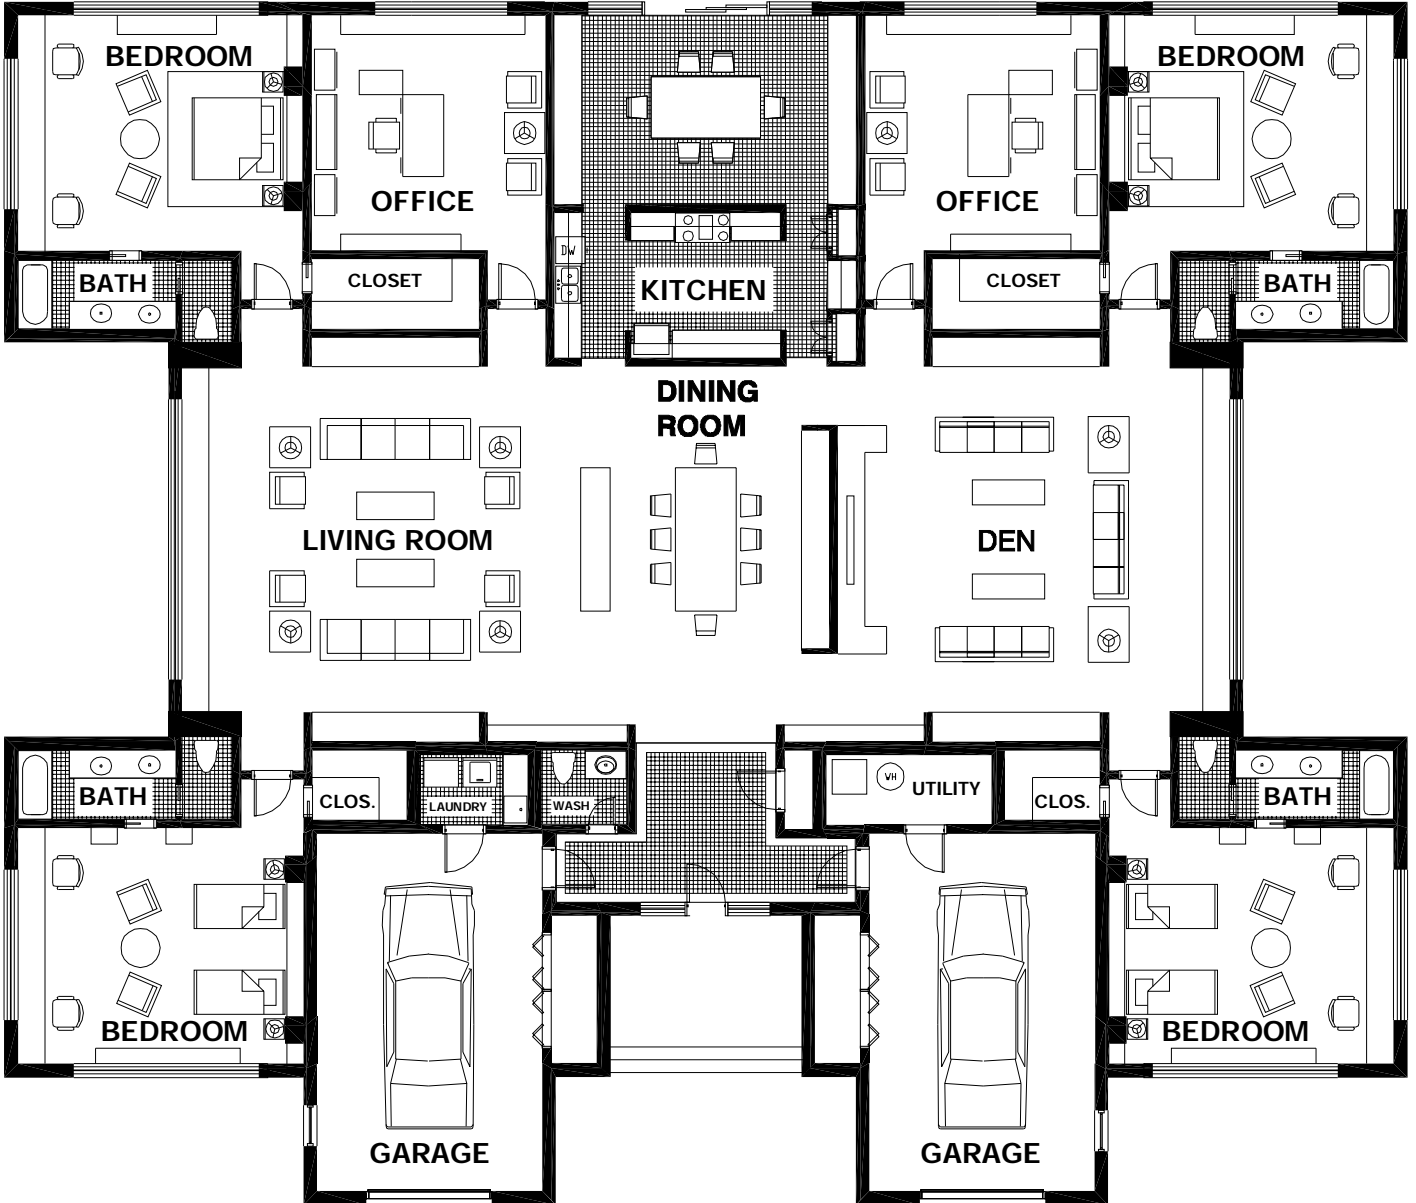 BEDROOM
BEDROOM
OFFICE
OFFICE
DW
BATH
CLOSET
KITCHEN
CLOSET
BATH
DINING
ROOM
LIVING ROOM
DEN
BATH
CLOS.
LAUNDRY
WASH
WH
UTILITY
CLOS.
BATH
BEDROOM
BEDROOM
GARAGE
GARAGE